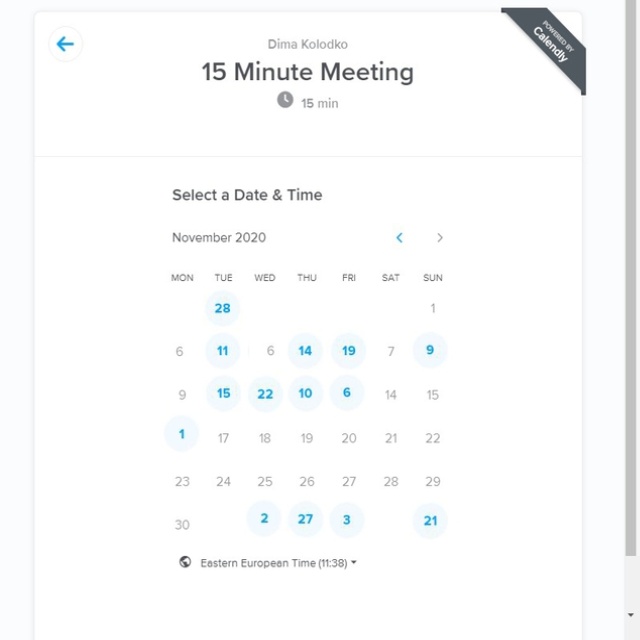 Dima Kolodko
15 Minute Meeting
15 min
POWERED BY
Calendly
Select a Date & Time
November 2020
MON TUE WED THU FRI SAT SUN
28 1
6 11 6 14 19 7 9
9 15 22 10 6 14 15
1 17 18 19 20 21 22
23 24 25 26 27 28 29
30 2 27 3 21
Eastern European Time (11:38)